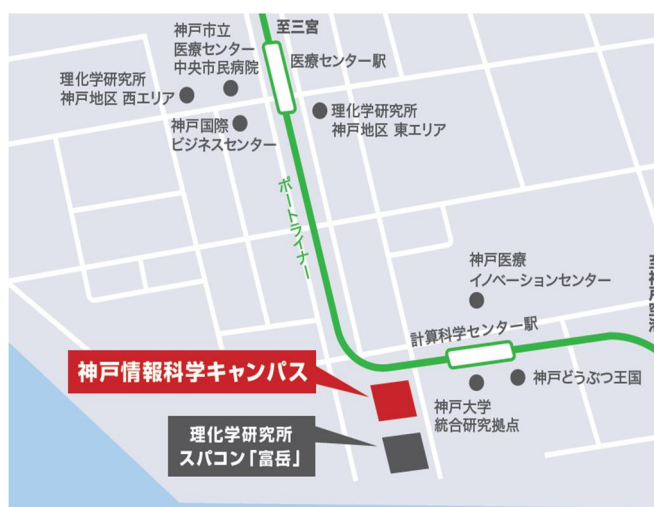 至三宮
神戸市立
医療センター
中央市民病院
医療センター駅
理化学研究所
神戸地区 西エリア
神戸国際
ビジネスセンター
理化学研究所
神戸地区 東エリア
ポートライナー
神戸医療
イノベーションセンター
至神戸空港
計算科学センター駅
神戸情報科学キャンパス
神戸どうぶつ王国
神戸大学
統合研究拠点
理化学研究所
スパコン「富岳」